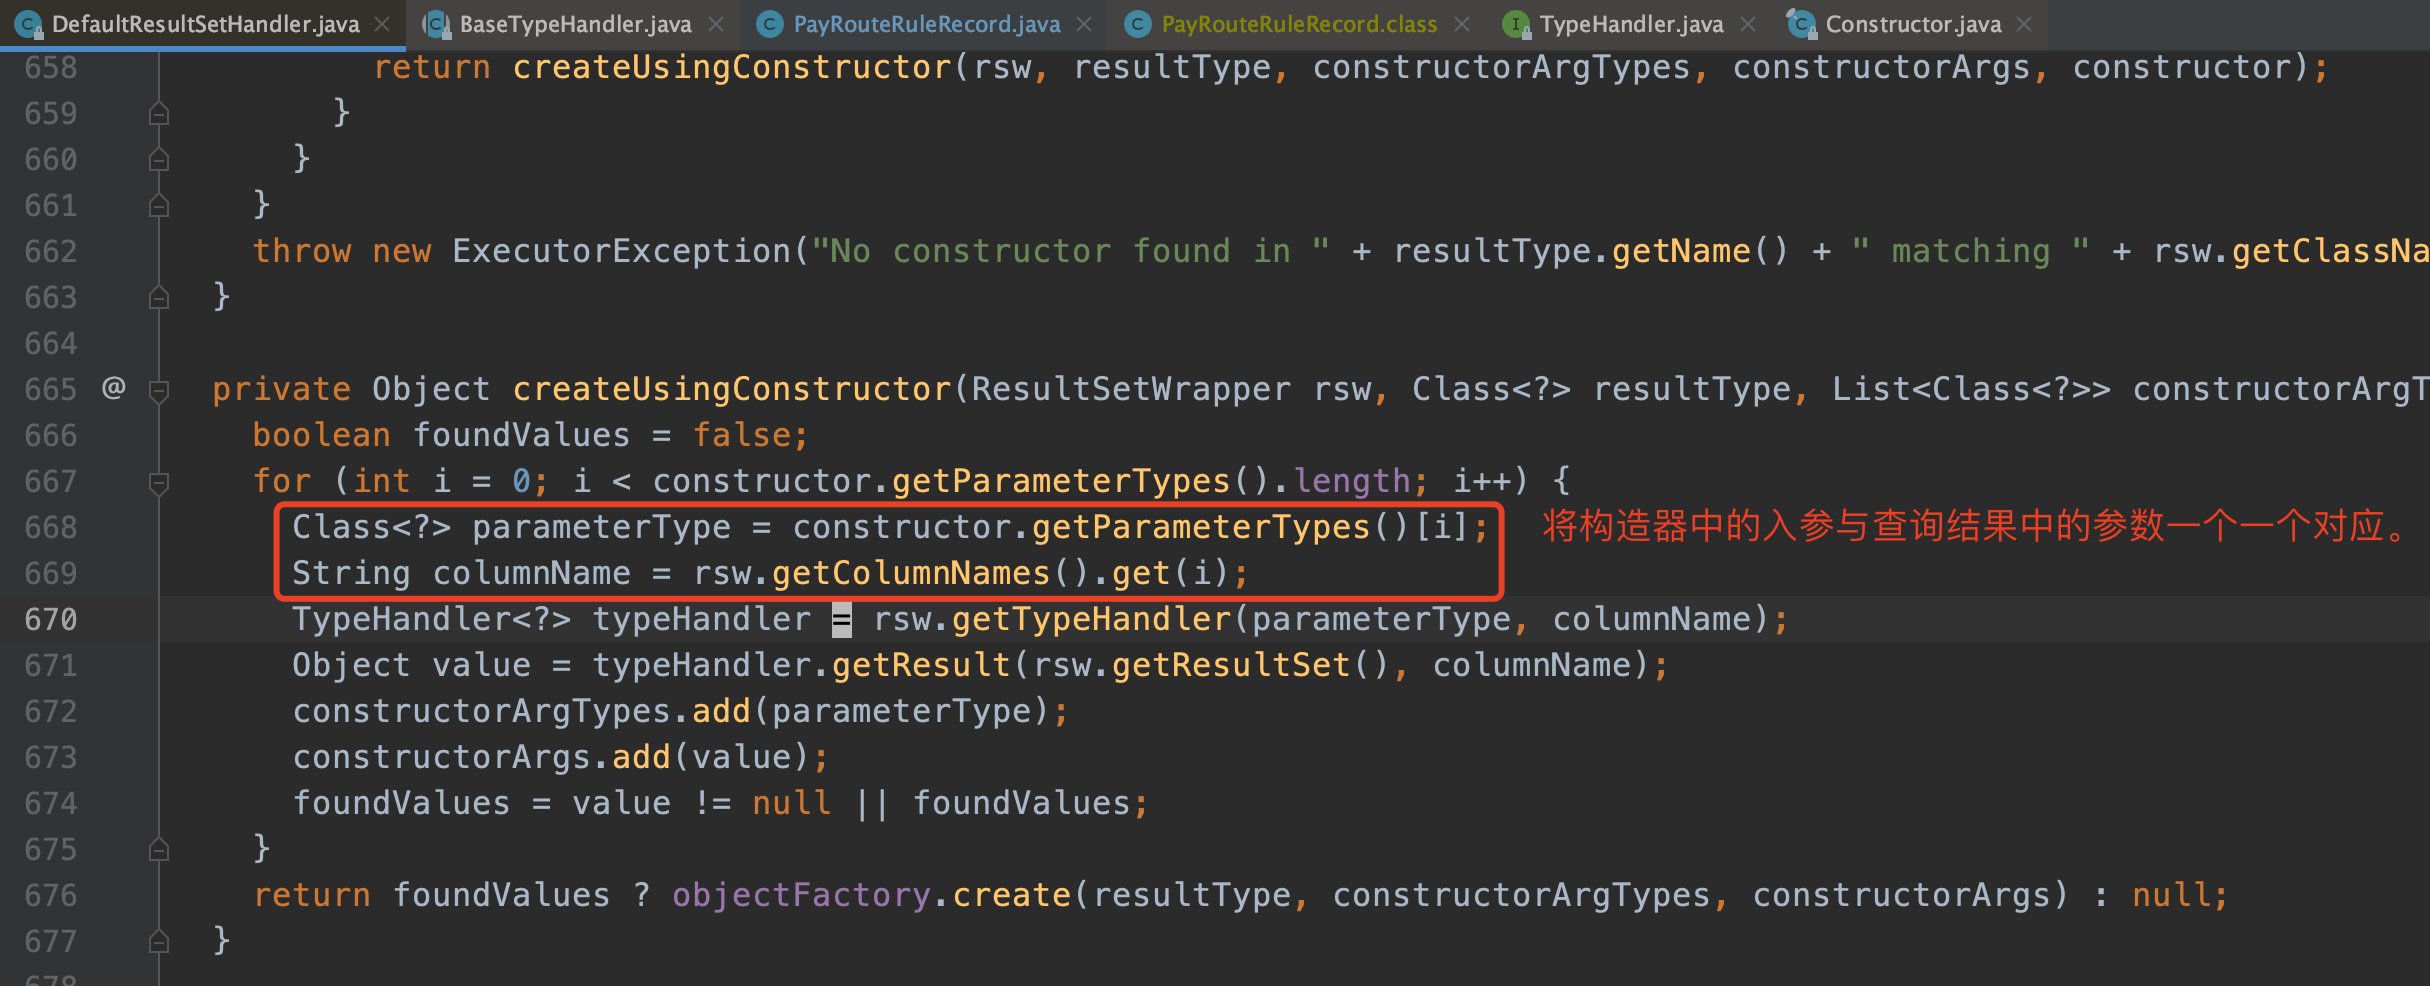 DefaultResultSetHandler.java BaseTypeHandler.java PayRouteRuleRecord.java PayRouteRuleRecord.class TypeHandler.java Constructor.java
658 return createUsingConstructor(rsw, resultType, constructorArgTypes, constructorArgs, constructor);
659 }
660 }
661 }
662 throw new ExecutorException("No constructor found in " + resultType.getName() + " matching " + rsw.getClassNa
663 }
664
665 @ private Object createUsingConstructor(ResultSetWrapper rsw, Class<?> resultType, List<Class<?>> constructorArgT
666 boolean foundValues = false;
667 for (int i = 0; i < constructor.getParameterTypes().length; i++) {
668 Class<?> parameterType = constructor.getParameterTypes()[i]; 将构造器中的入参与查询结果中的参数一个一个对应。
669 String columnName = rsw.getColumnNames().get(i);
670 TypeHandler<?> typeHandler = rsw.getTypeHandler(parameterType, columnName);
671 Object value = typeHandler.getResult(rsw.getResultSet(), columnName);
672 constructorArgTypes.add(parameterType);
673 constructorArgs.add(value);
674 foundValues = value != null || foundValues;
675 }
676 return foundValues ? objectFactory.create(resultType, constructorArgTypes, constructorArgs) : null;
677 }
678